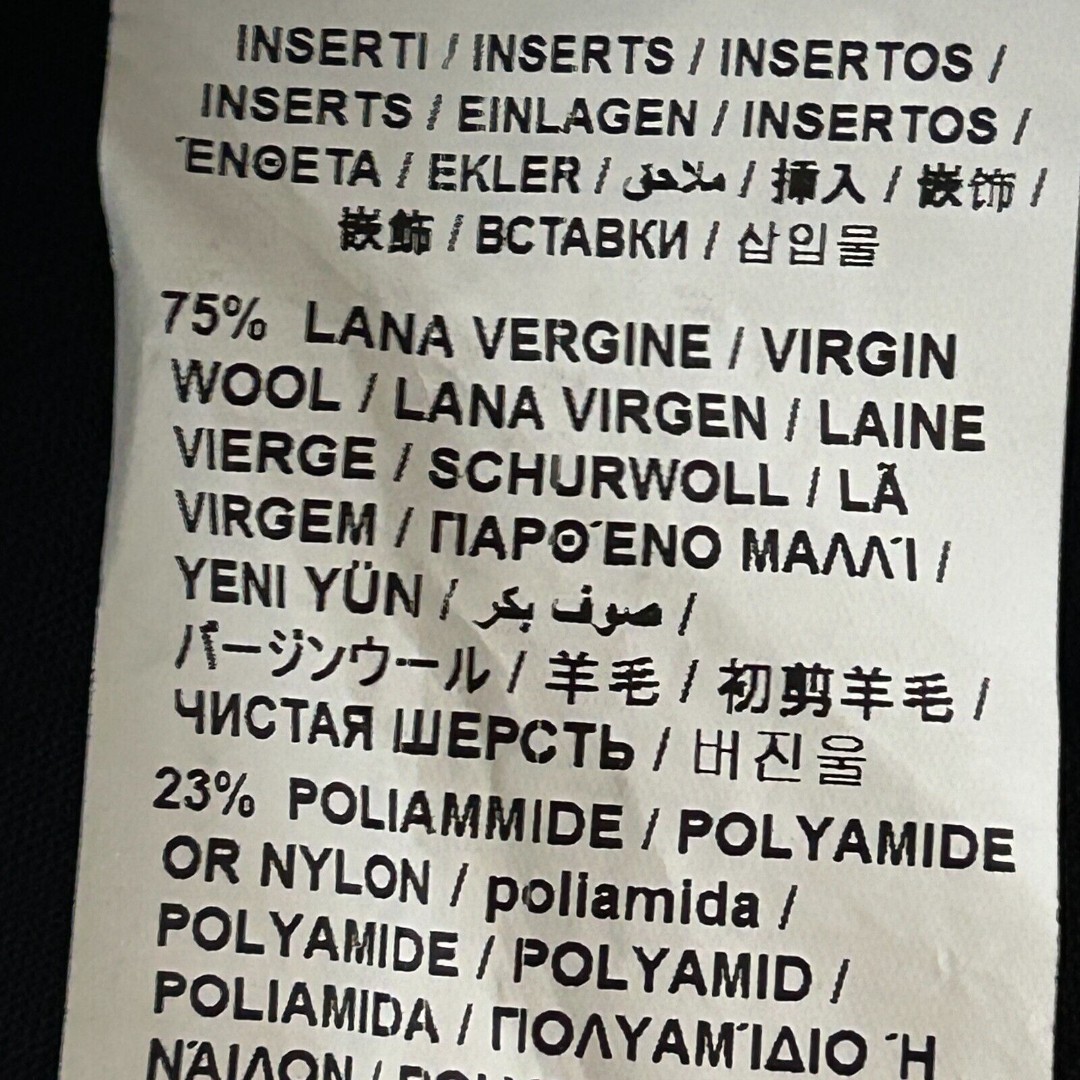 INSERTI / INSERTS / INSERTOS /
INSERTS / EINLAGEN / INSERTOS /
ΈΝΘΕΤΑ / EKLER / ملاحق / 挿入 / 嵌饰 /
嵌飾 / ВСТАВКИ / 삽입물
75% LANA VERGINE / VIRGIN
WOOL / LANA VIRGEN / LAINE
VIERGE / SCHURWOLL / LÃ
VIRGEM / ΠΑΡΘΈΝΟ ΜΑΛΛΊ /
YENI YÜN / صوف بكر /
バージンウール / 羊毛 / 初剪羊毛 /
ЧИСТАЯ ШЕРСТЬ / 버진울
23% POLIAMMIDE / POLYAMIDE
OR NYLON / poliamida /
POLYAMIDE / POLYAMID /
POLIAMIDA / ΠΟΛΥΑΜΊΔΙΟ Ή
ΝΆΙΛΟΝ /